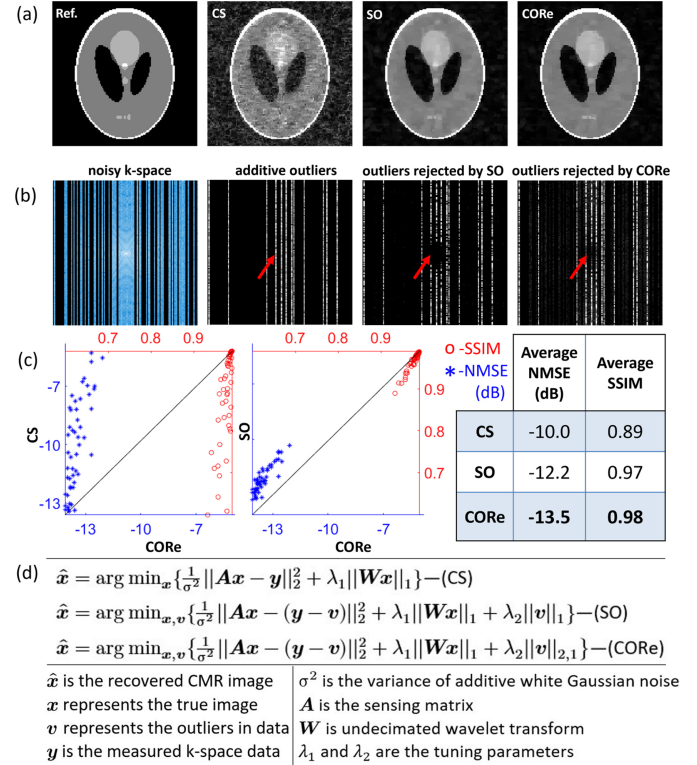 (a)
Ref.
CS
SO
CORe
noisy k-space
additive outliers
outliers rejected by SO
outliers rejected by CORe
(b)
(c)
0.7 0.8 0.9
0.7 0.8 0.9
o -SSIM
*-NMSE
(dB)
-7
-10
-13
CS
SO
0.9
0.8
0.7
-13 -10 -7
-13 -10 -7
CORe
CORe
Average NMSE (dB) Average SSIM
CS -10.0 0.89
SO -12.2 0.97
CORe -13.5 0.98
(d)
x̂ = arg min_x{1/σ² ||Ax − y||₂² + λ₁||Wx||₁}—(CS)
x̂ = arg min_{x,v}{1/σ² ||Ax − (y − v)||₂² + λ₁||Wx||₁ + λ₂||v||₁}—(SO)
x̂ = arg min_{x,v}{1/σ² ||Ax − (y − v)||₂² + λ₁||Wx||₁ + λ₂||v||₂,₁}—(CORe)
x̂ is the recovered CMR image
x represents the true image
v represents the outliers in data
y is the measured k-space data
σ² is the variance of additive white Gaussian noise
A is the sensing matrix
W is undecimated wavelet transform
λ₁ and λ₂ are the tuning parameters